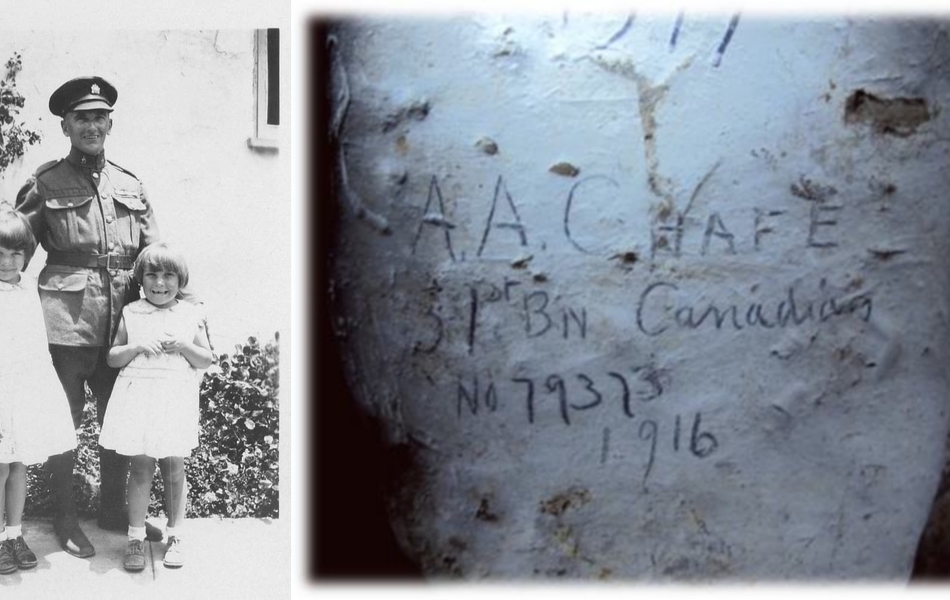 A.A. CHAFE
31st BN Canadian
No 79373
1916